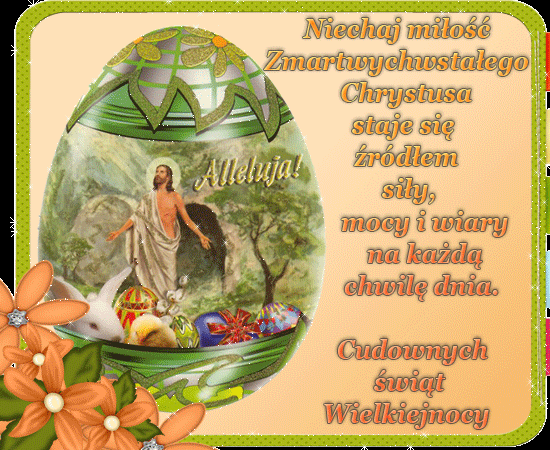 Niechaj miłość
Zmartwychwstałego
Chrystusa
staje się
źródłem
siły,
mocy i wiary
na każdą
chwilę dnia.
Alleluja!
Cudownych
świąt
Wielkiejnocy